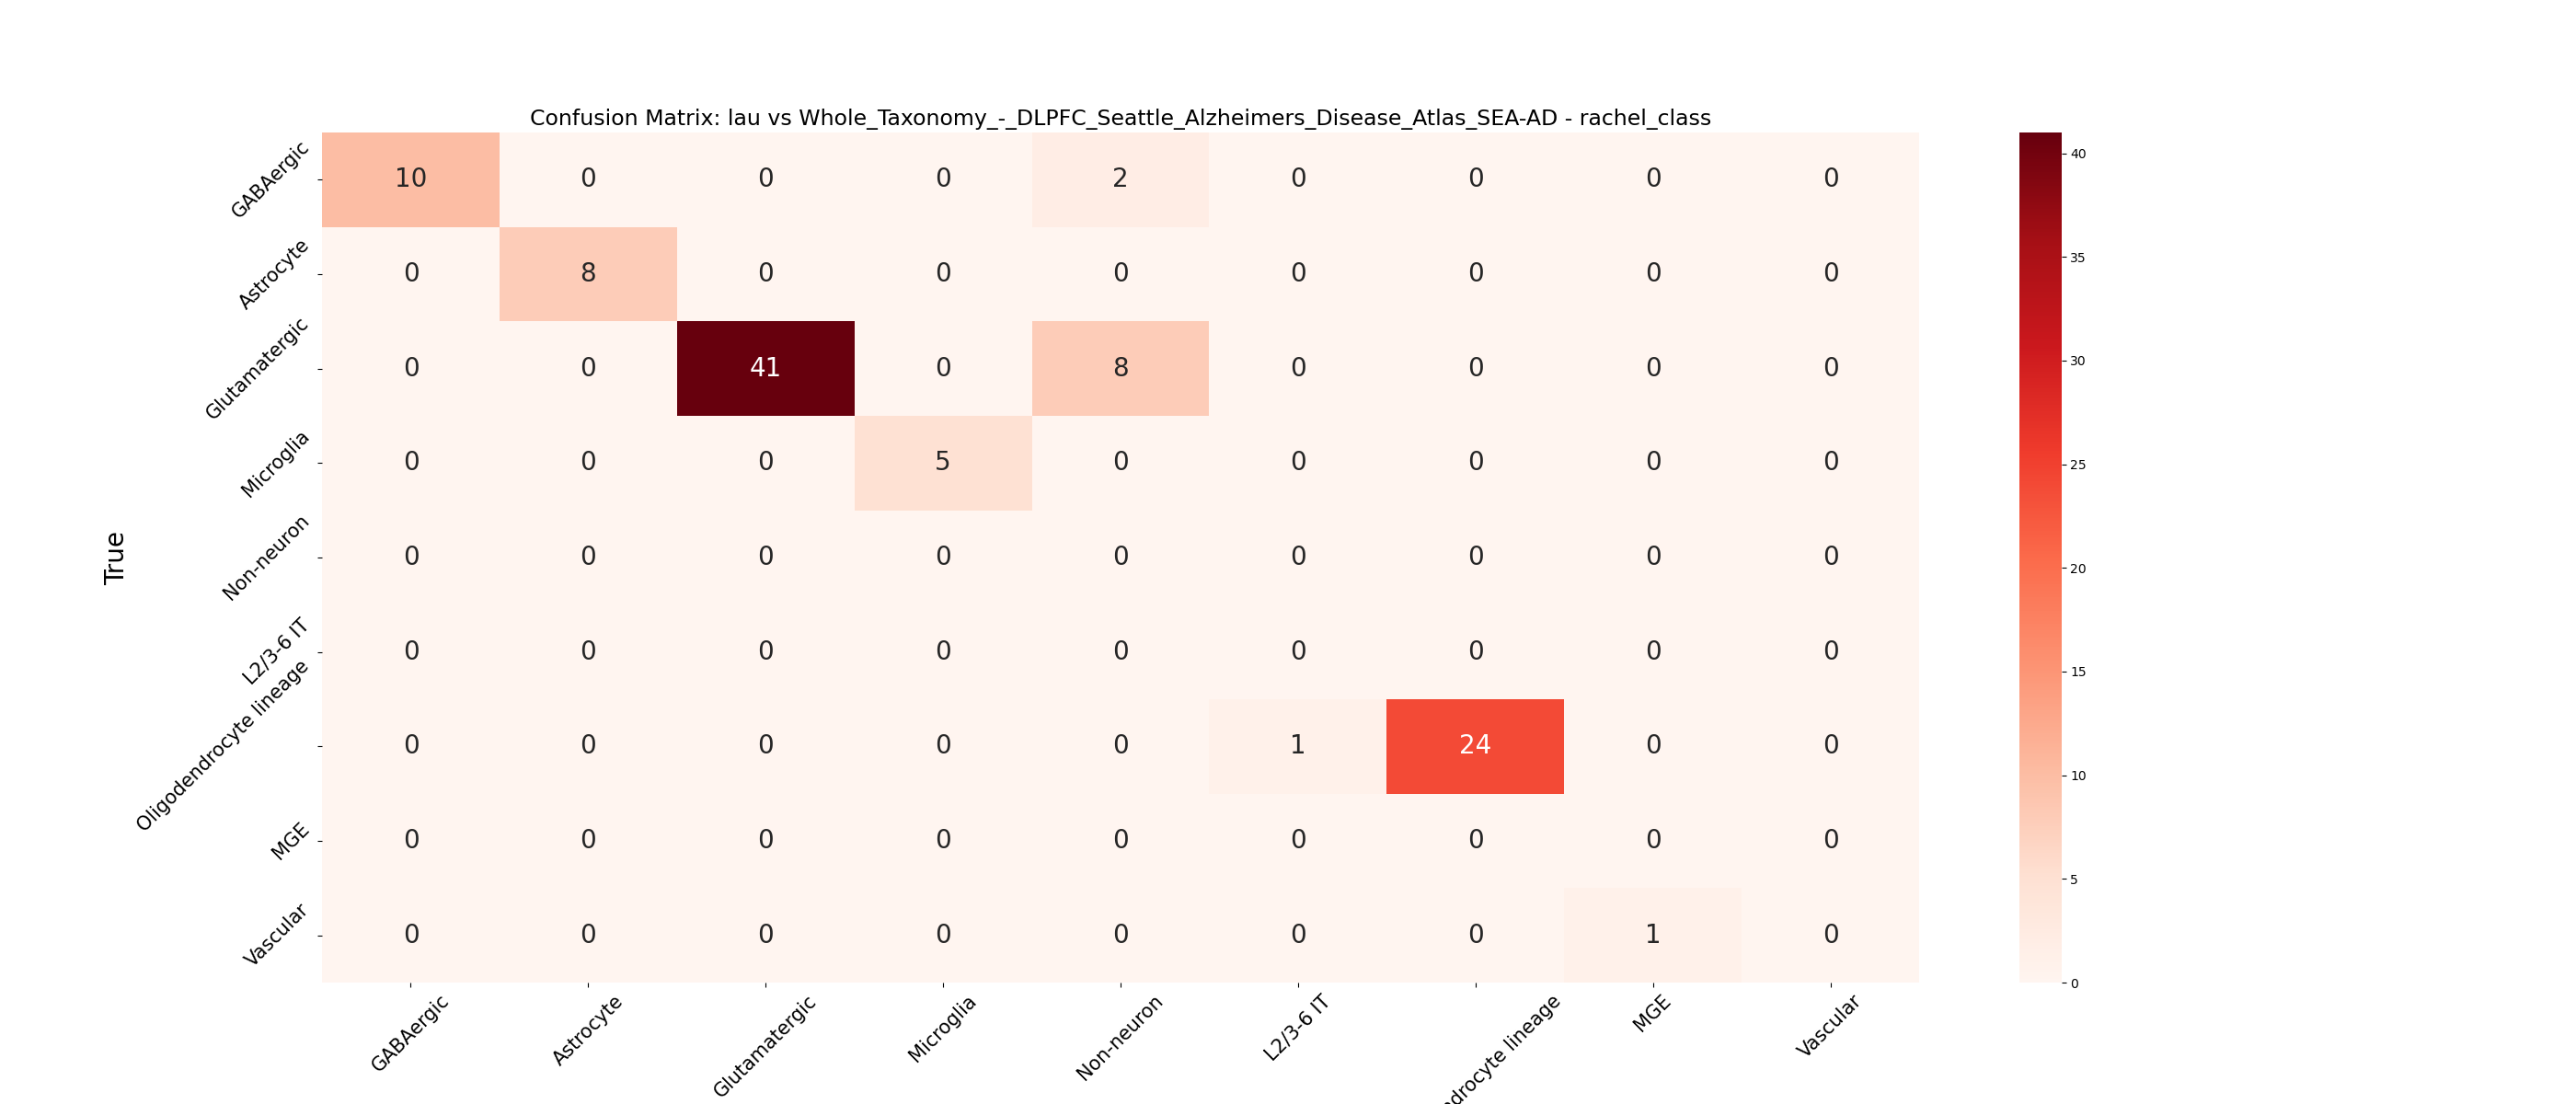 Confusion Matrix: lau vs Whole_Taxonomy_-_DLPFC_Seattle_Alzheimers_Disease_Atlas_SEA-AD - rachel_class
True
GABAergic 10 0 0 0 2 0 0 0 0
Astrocyte 0 8 0 0 0 0 0 0 0
Glutamatergic 0 0 41 0 8 0 0 0 0
Microglia 0 0 0 5 0 0 0 0 0
Non-neuron 0 0 0 0 0 0 0 0 0
L2/3-6 IT 0 0 0 0 0 0 0 0 0
Oligodendrocyte lineage 0 0 0 0 0 1 24 0 0
MGE 0 0 0 0 0 0 0 0 0
Vascular 0 0 0 0 0 0 0 1 0
GABAergic Astrocyte Glutamatergic Microglia Non-neuron L2/3-6 IT lineage MGE Vascular
40
35
30
25
20
15
10
5
0